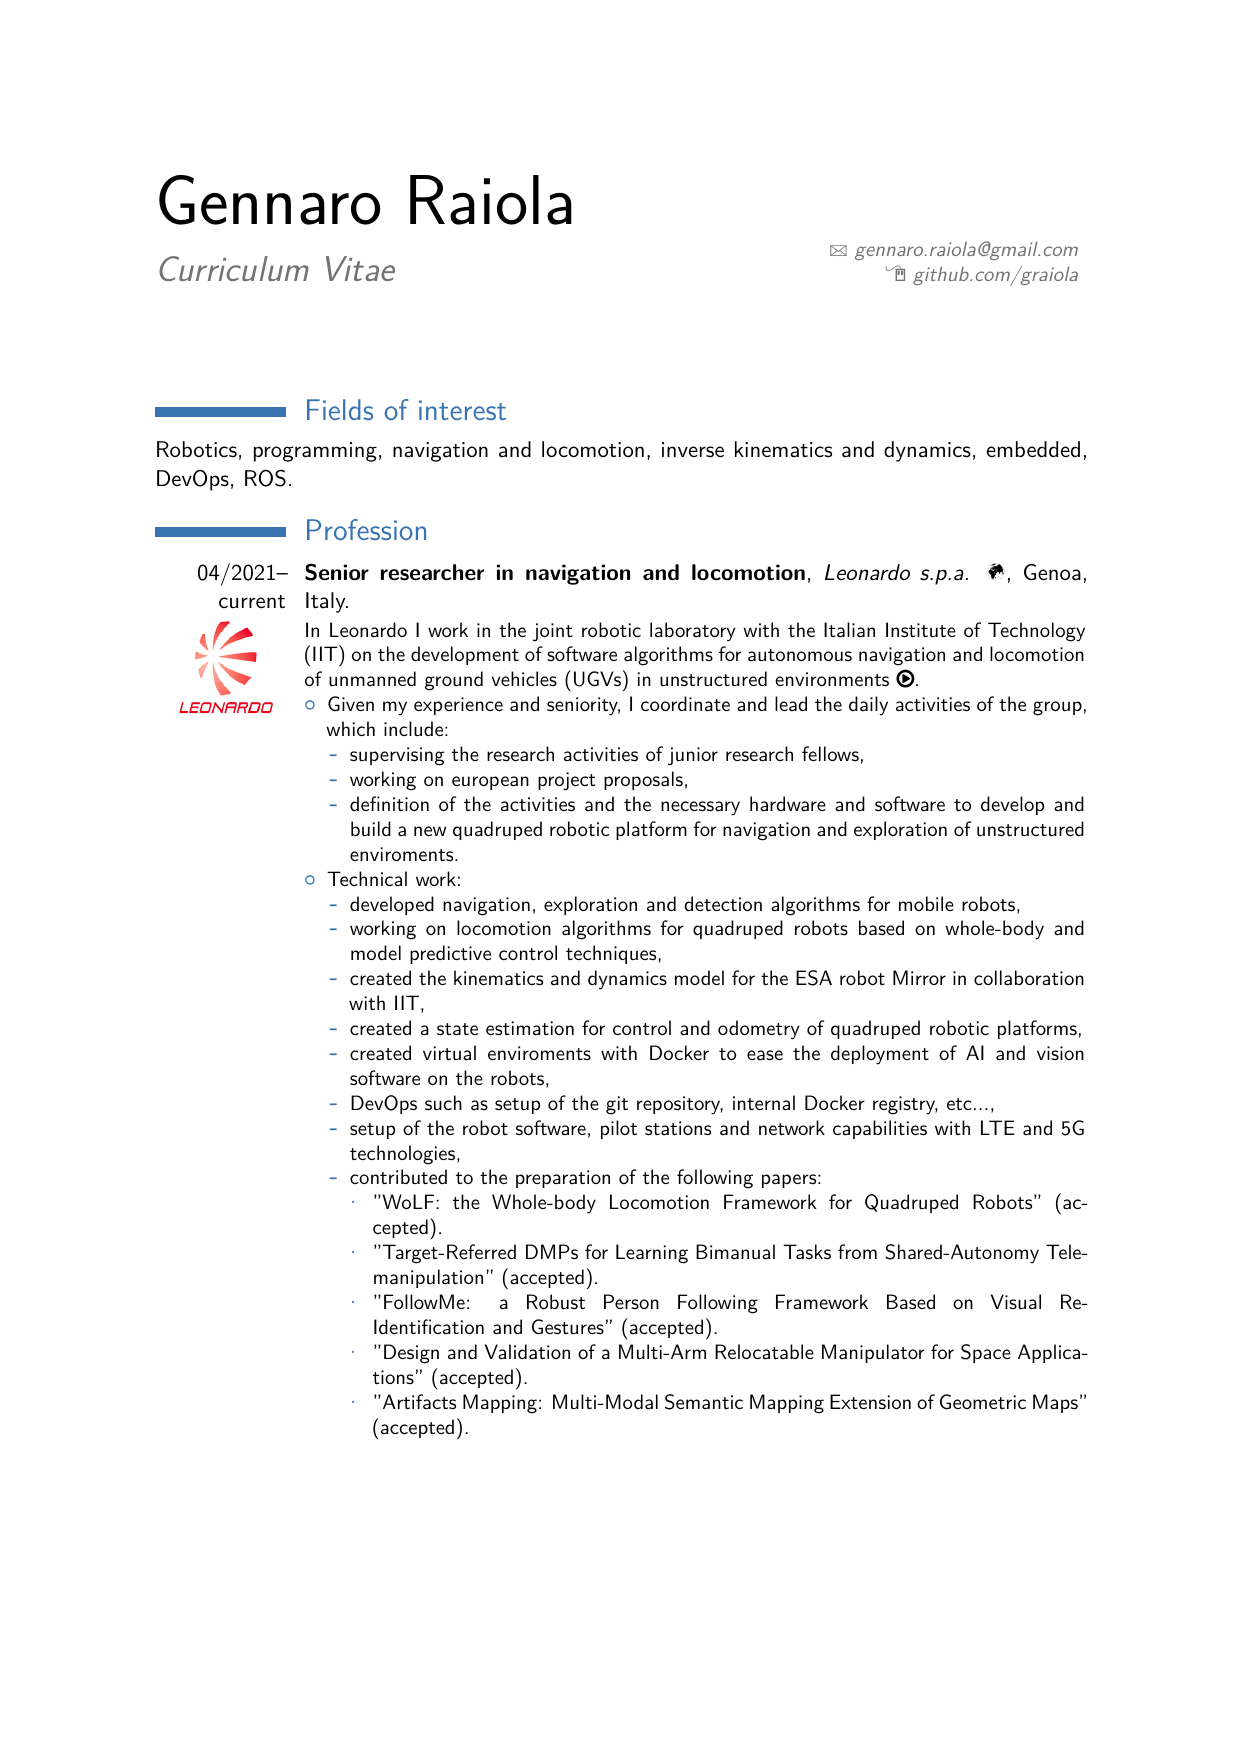 Gennaro Raiola
Curriculum Vitae
gennaro.raiola@gmail.com
github.com/graiola
Fields of interest
Robotics, programming, navigation and locomotion, inverse kinematics and dynamics, embedded,
DevOps, ROS.
Profession
04/2021–
current
LEONARDO
Senior researcher in navigation and locomotion, Leonardo s.p.a. , Genoa,
Italy.
In Leonardo I work in the joint robotic laboratory with the Italian Institute of Technology
(IIT) on the development of software algorithms for autonomous navigation and locomotion
of unmanned ground vehicles (UGVs) in unstructured environments .
○ Given my experience and seniority, I coordinate and lead the daily activities of the group,
which include:
- supervising the research activities of junior research fellows,
- working on european project proposals,
- definition of the activities and the necessary hardware and software to develop and
build a new quadruped robotic platform for navigation and exploration of unstructured
enviroments.
○ Technical work:
- developed navigation, exploration and detection algorithms for mobile robots,
- working on locomotion algorithms for quadruped robots based on whole-body and
model predictive control techniques,
- created the kinematics and dynamics model for the ESA robot Mirror in collaboration
with IIT,
- created a state estimation for control and odometry of quadruped robotic platforms,
- created virtual enviroments with Docker to ease the deployment of AI and vision
software on the robots,
- DevOps such as setup of the git repository, internal Docker registry, etc...,
- setup of the robot software, pilot stations and network capabilities with LTE and 5G
technologies,
- contributed to the preparation of the following papers:
· ”WoLF: the Whole-body Locomotion Framework for Quadruped Robots” (ac-
cepted).
· ”Target-Referred DMPs for Learning Bimanual Tasks from Shared-Autonomy Tele-
manipulation” (accepted).
· ”FollowMe: a Robust Person Following Framework Based on Visual Re-
Identification and Gestures” (accepted).
· ”Design and Validation of a Multi-Arm Relocatable Manipulator for Space Applica-
tions” (accepted).
· ”Artifacts Mapping: Multi-Modal Semantic Mapping Extension of Geometric Maps”
(accepted).